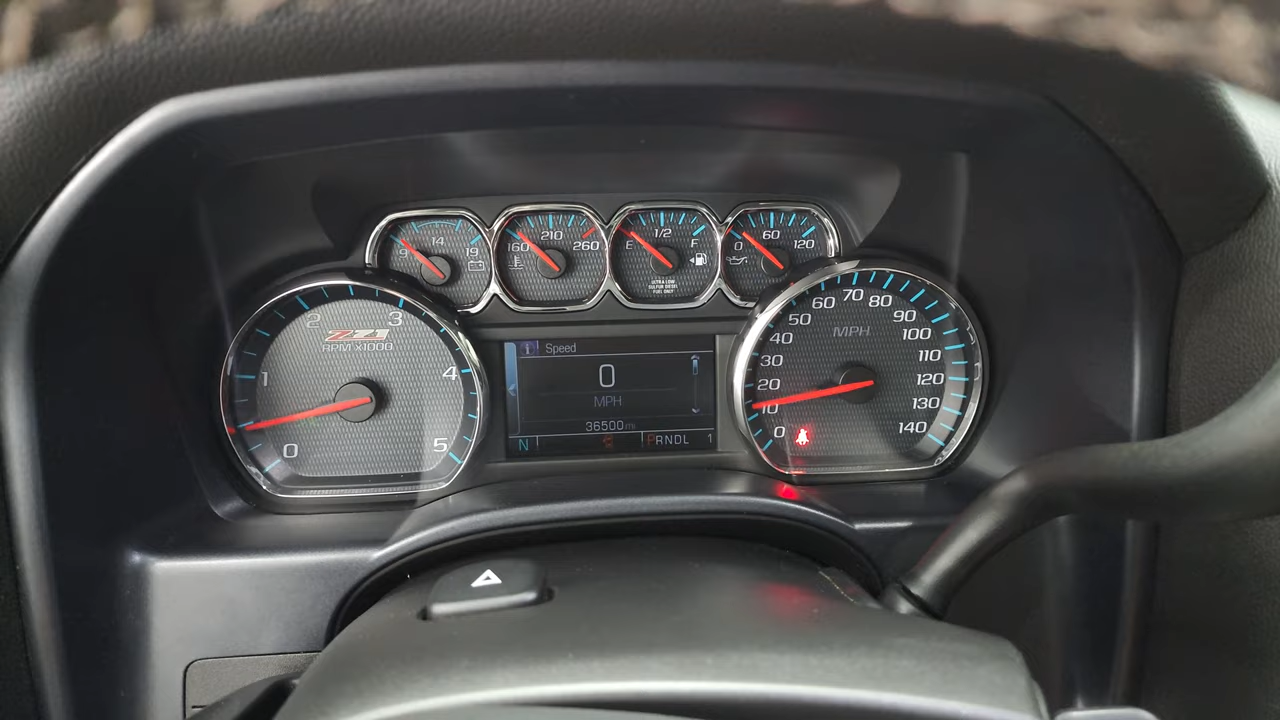 9 14 19
160 210 260
E 1/2 F
ULTRA LOW
SULFUR DIESEL
FUEL ONLY
0 60 120
0 1 2 3 4 5
Z71
RPM x1000
i Speed
0
MPH
36500 mi
N PRNDL 1
0 10 20 30 40 50 60 70 80 90 100 110 120 130 140
MPH